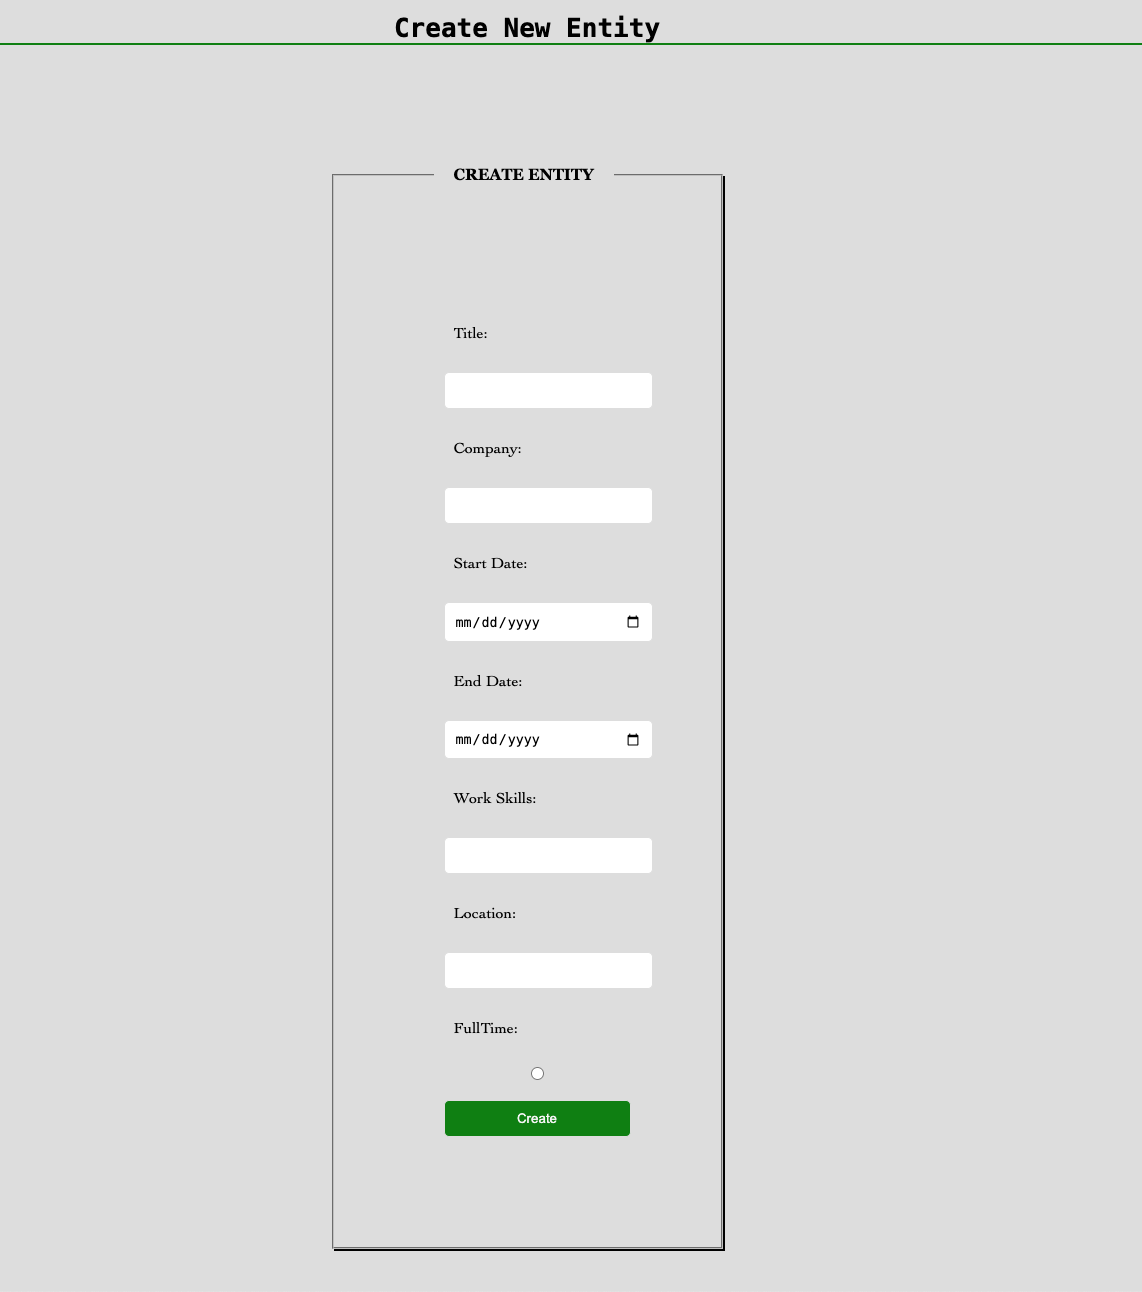 Create New Entity
CREATE ENTITY
Title:
Company:
Start Date:
mm/dd/yyyy
End Date:
mm/dd/yyyy
Work Skills:
Location:
FullTime:
Create